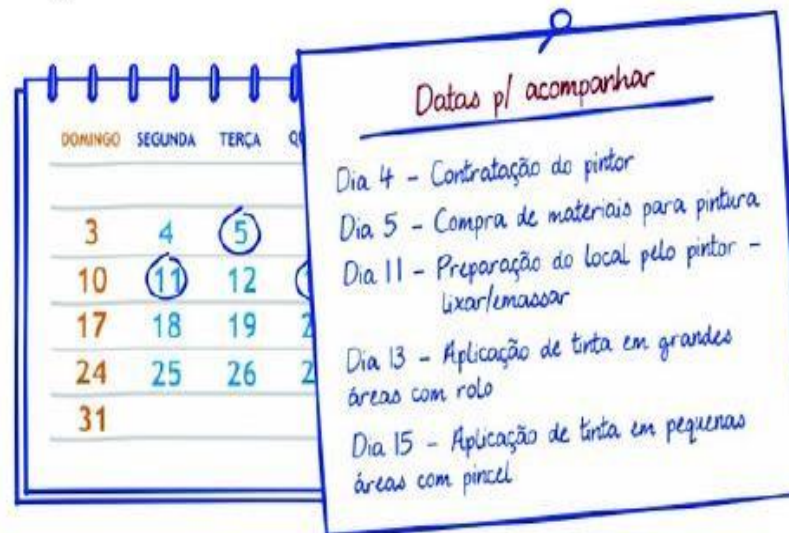 DOMINGO SEGUNDA TERÇA
3 4 5
10 11 12
17 18 19
24 25 26
31
Datas p/ acompanhar
Dia 4 - Contratação do pintor
Dia 5 - Compra de materiais para pintura
Dia 11 - Preparação do local pelo pintor -
Lixar/emassar
Dia 13 - Aplicação de tinta em grandes
áreas com rolo
Dia 15 - Aplicação de tinta em pequenas
áreas com pincel